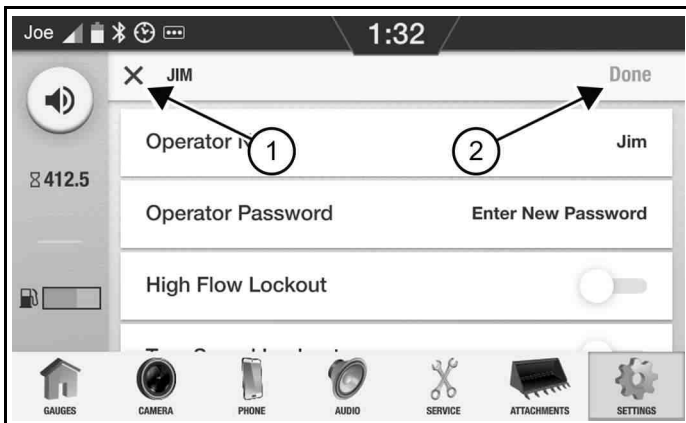 Joe 1:32
JIM Done
Operator Jim
1 2
412.5
Operator Password Enter New Password
High Flow Lockout
GAUGES CAMERA PHONE AUDIO SERVICE ATTACHMENTS SETTINGS